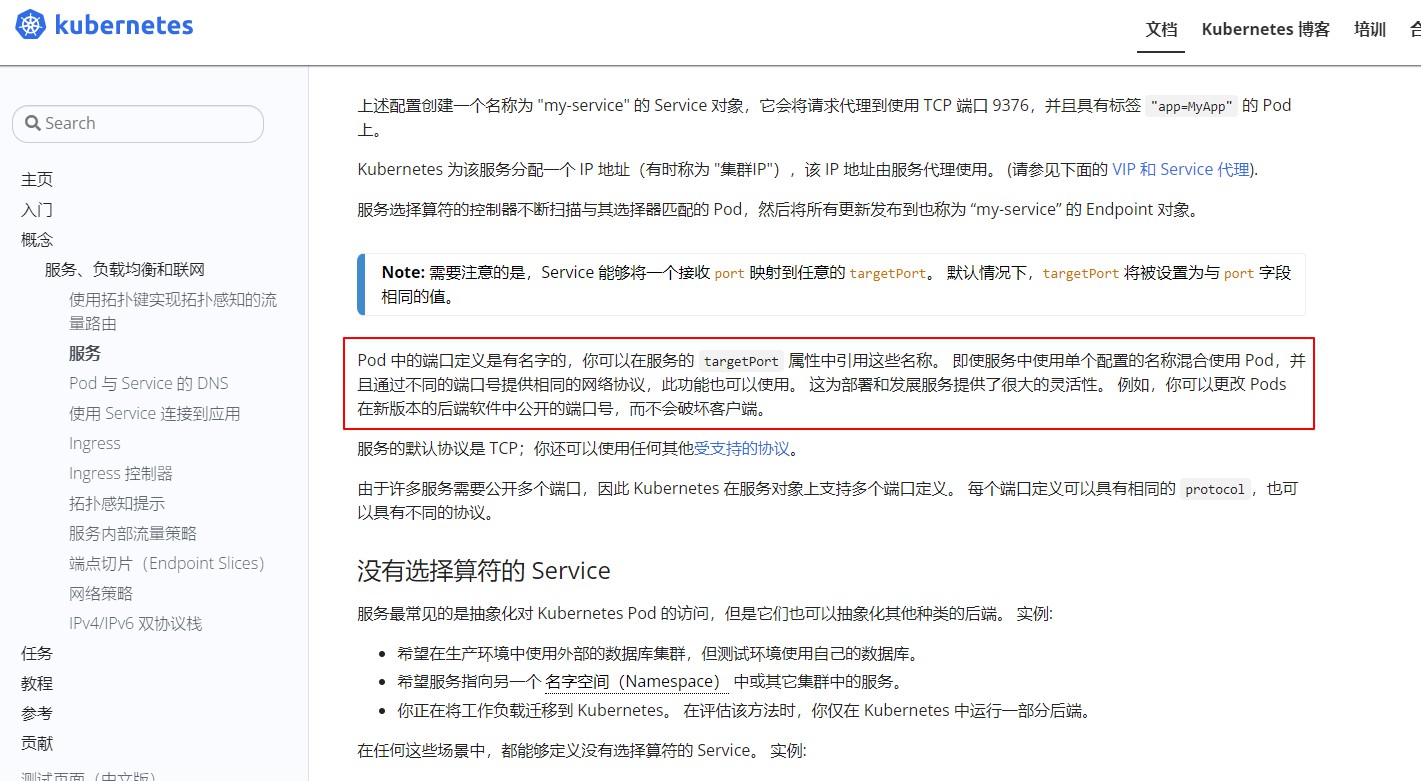 kubernetes
文档 Kubernetes 博客 培训 合
Search
主页
入门
概念
服务、负载均衡和联网
使用拓扑键实现拓扑感知的流
量路由
服务
Pod 与 Service 的 DNS
使用 Service 连接到应用
Ingress
Ingress 控制器
拓扑感知提示
服务内部流量策略
端点切片（Endpoint Slices）
网络策略
IPv4/IPv6 双协议栈
任务
教程
参考
贡献
测试页面（中文版）
上述配置创建一个名称为 "my-service" 的 Service 对象，它会将请求代理到使用 TCP 端口 9376，并且具有标签 "app=MyApp" 的 Pod
上。
Kubernetes 为该服务分配一个 IP 地址（有时称为 "集群IP"），该 IP 地址由服务代理使用。 (请参见下面的 VIP 和 Service 代理).
服务选择算符的控制器不断扫描与其选择器匹配的 Pod，然后将所有更新发布到也称为 “my-service” 的 Endpoint 对象。
Note: 需要注意的是，Service 能够将一个接收 port 映射到任意的 targetPort。 默认情况下，targetPort 将被设置为与 port 字段
相同的值。
Pod 中的端口定义是有名字的，你可以在服务的 targetPort 属性中引用这些名称。 即使服务中使用单个配置的名称混合使用 Pod，并
且通过不同的端口号提供相同的网络协议，此功能也可以使用。 这为部署和发展服务提供了很大的灵活性。 例如，你可以更改 Pods
在新版本的后端软件中公开的端口号，而不会破坏客户端。
服务的默认协议是 TCP；你还可以使用任何其他受支持的协议。
由于许多服务需要公开多个端口，因此 Kubernetes 在服务对象上支持多个端口定义。 每个端口定义可以具有相同的 protocol，也可
以具有不同的协议。
没有选择算符的 Service
服务最常见的是抽象化对 Kubernetes Pod 的访问，但是它们也可以抽象化其他种类的后端。 实例:
希望在生产环境中使用外部的数据库集群，但测试环境使用自己的数据库。
希望服务指向另一个 名字空间（Namespace） 中或其它集群中的服务。
你正在将工作负载迁移到 Kubernetes。 在评估该方法时，你仅在 Kubernetes 中运行一部分后端。
在任何这些场景中，都能够定义没有选择算符的 Service。 实例: